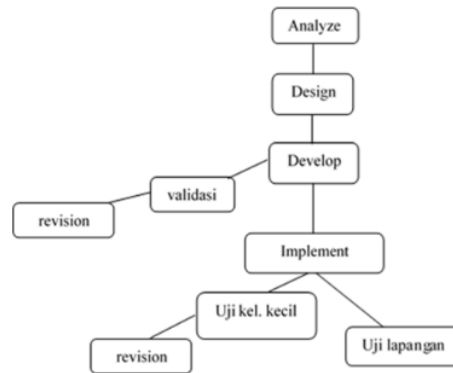 Analyze
Design
Develop
validasi
revision
Implement
Uji kel. kecil
Uji lapangan
revision